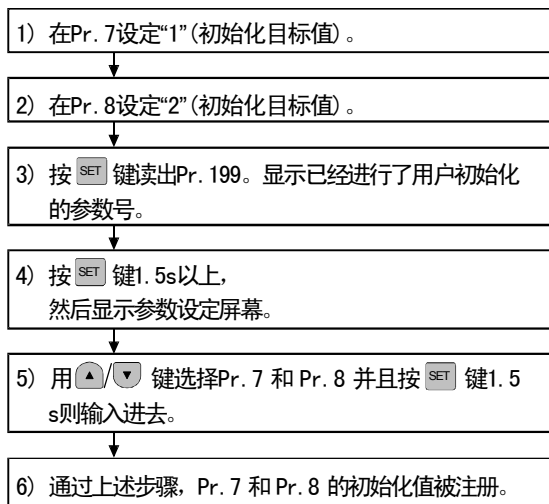 1) 在Pr.7设定“1”(初始化目标值)。
2) 在Pr.8设定“2”(初始化目标值)。
3) 按 SET 键读出Pr.199。显示已经进行了用户初始化
的参数号。
4) 按 SET 键1.5s以上,
然后显示参数设定屏幕。
5) 用▲/▼ 键选择Pr.7 和 Pr.8 并且按 SET 键1.5
s则输入进去。
6) 通过上述步骤, Pr.7 和 Pr.8 的初始化值被注册。